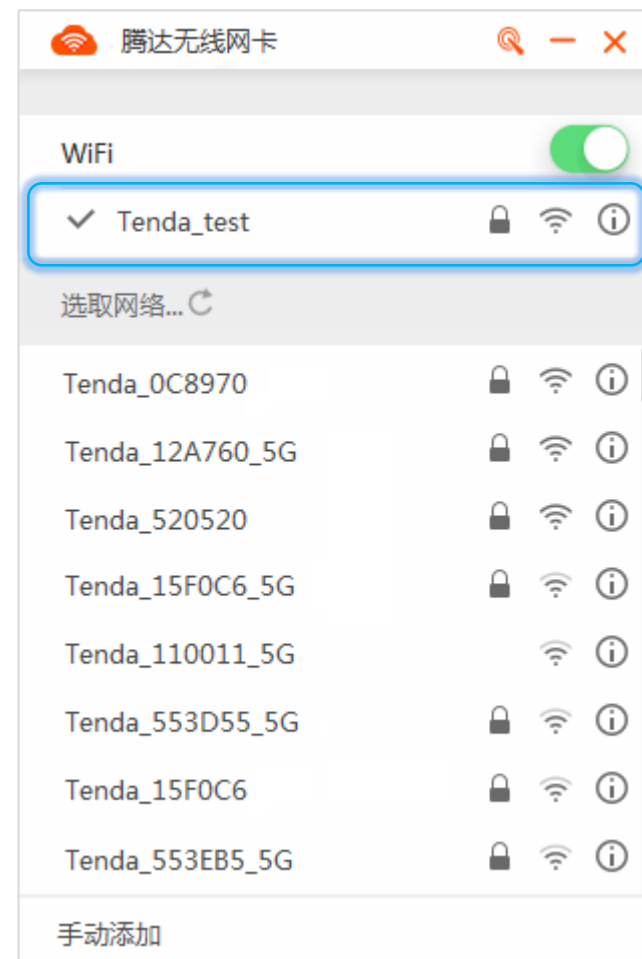 腾达无线网卡
WiFi
Tenda_test
选取网络...
Tenda_0C8970
Tenda_12A760_5G
Tenda_520520
Tenda_15F0C6_5G
Tenda_110011_5G
Tenda_553D55_5G
Tenda_15F0C6
Tenda_553EB5_5G
手动添加